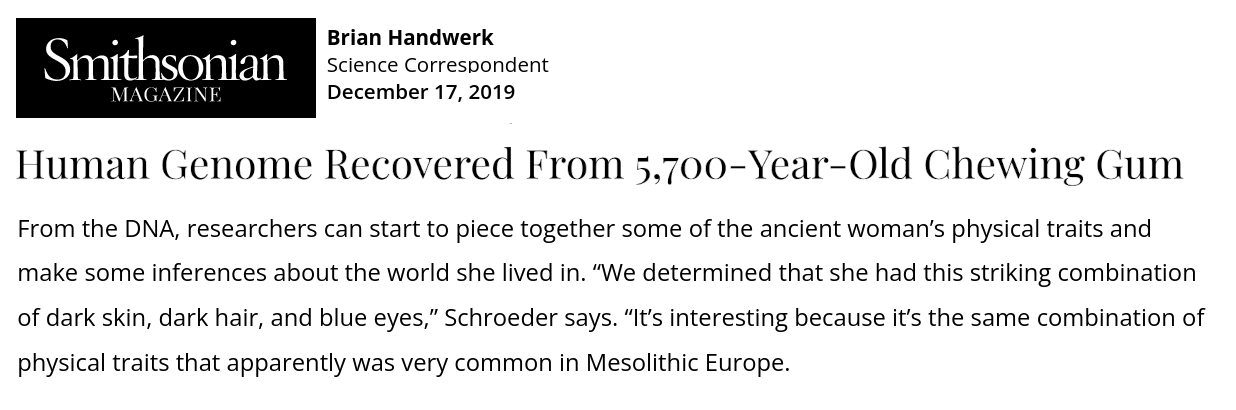 Smithsonian
MAGAZINE
Brian Handwerk
Science Correspondent
December 17, 2019
Human Genome Recovered From 5,700-Year-Old Chewing Gum
From the DNA, researchers can start to piece together some of the ancient woman’s physical traits and
make some inferences about the world she lived in. “We determined that she had this striking combination
of dark skin, dark hair, and blue eyes,” Schroeder says. “It’s interesting because it’s the same combination of
physical traits that apparently was very common in Mesolithic Europe.